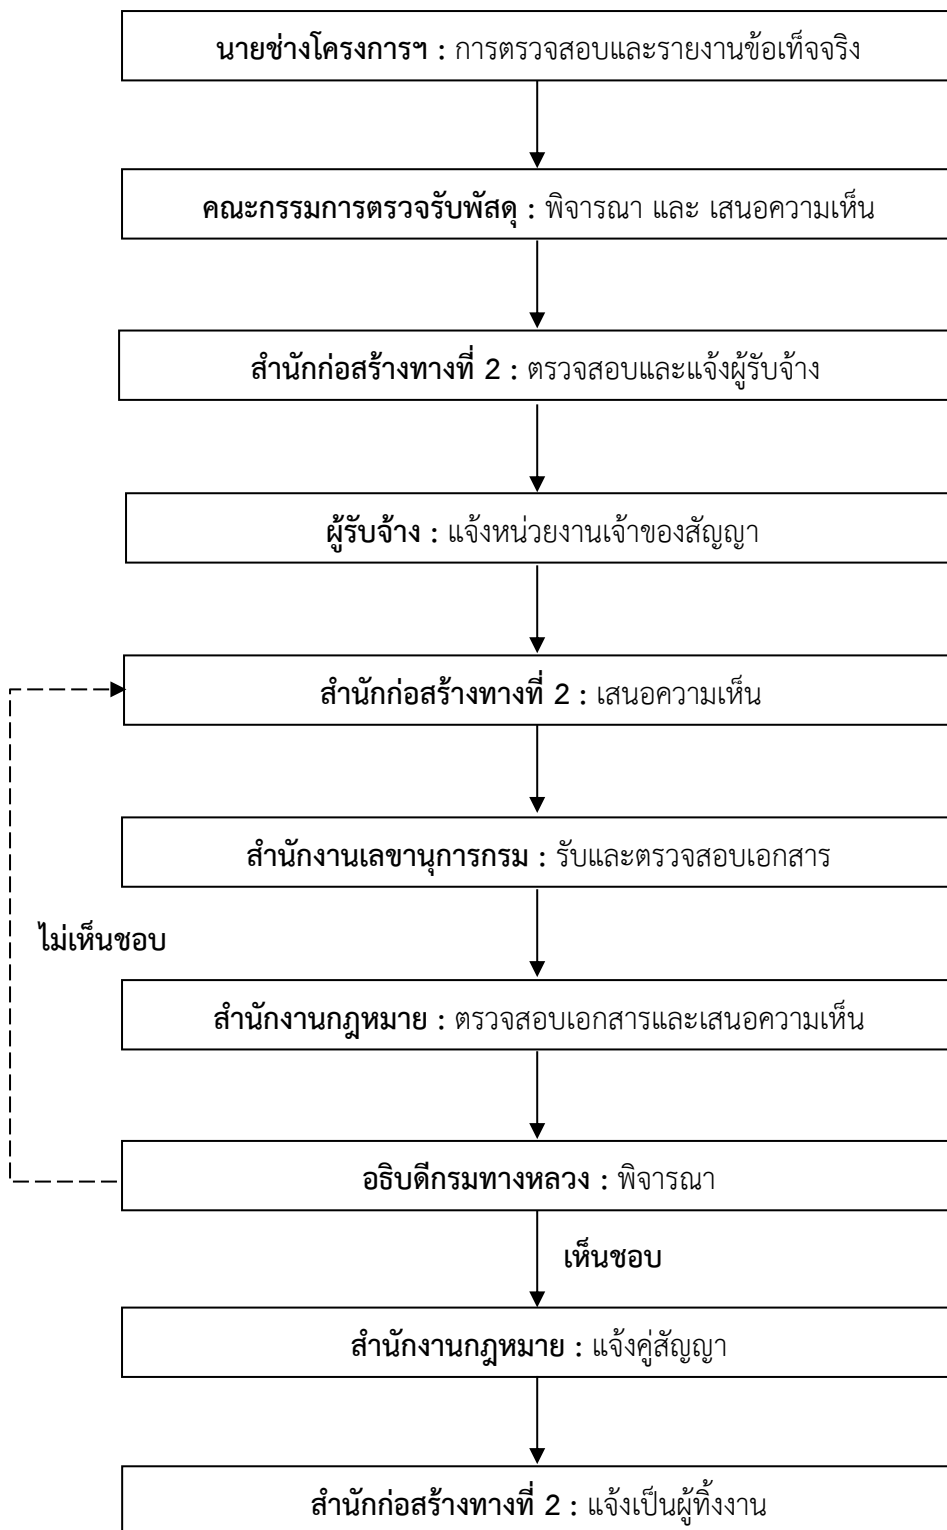 นายช่างโครงการฯ : การตรวจสอบและรายงานข้อเท็จจริง
คณะกรรมการตรวจรับพัสดุ : พิจารณา และ เสนอความเห็น
สำนักก่อสร้างทางที่ 2 : ตรวจสอบและแจ้งผู้รับจ้าง
ผู้รับจ้าง : แจ้งหน่วยงานเจ้าของสัญญา
สำนักก่อสร้างทางที่ 2 : เสนอความเห็น
สำนักงานเลขานุการกรม : รับและตรวจสอบเอกสาร
ไม่เห็นชอบ
สำนักงานกฎหมาย : ตรวจสอบเอกสารและเสนอความเห็น
อธิบดีกรมทางหลวง : พิจารณา
เห็นชอบ
สำนักงานกฎหมาย : แจ้งคู่สัญญา
สำนักก่อสร้างทางที่ 2 : แจ้งเป็นผู้ทิ้งงาน